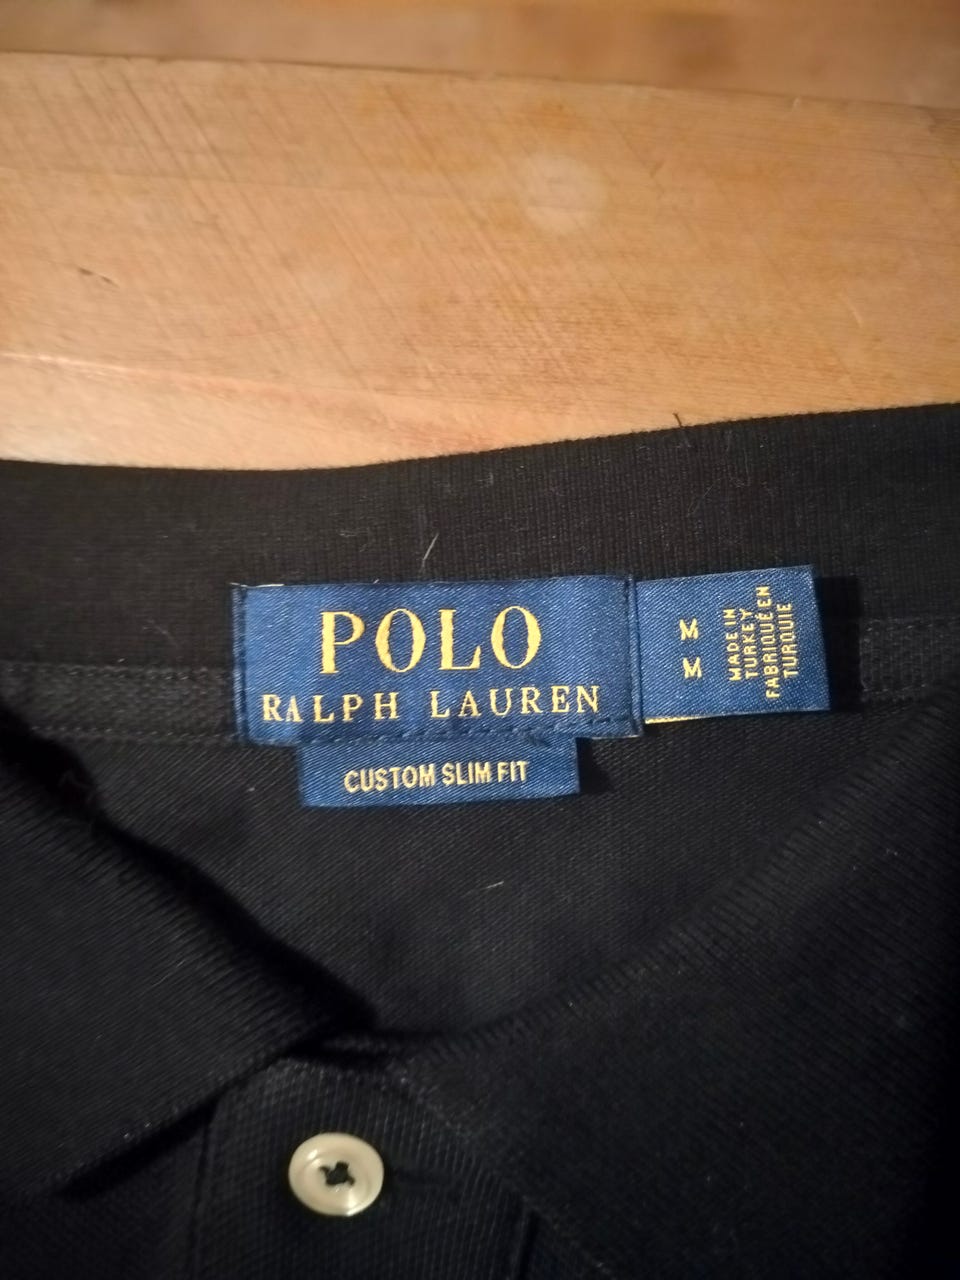 POLO
RALPH LAUREN
CUSTOM SLIM FIT
M
M
MADE IN
TURKEY
FABRIQUÉ EN
TURQUIE